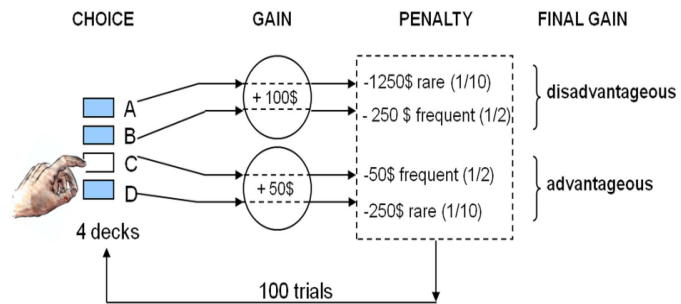 CHOICE GAIN PENALTY FINAL GAIN
A
B
C
D
4 decks
+ 100$
+ 50$
-1250$ rare (1/10)
- 250 $ frequent (1/2)
-50$ frequent (1/2)
-250$ rare (1/10)
disadvantageous
advantageous
100 trials